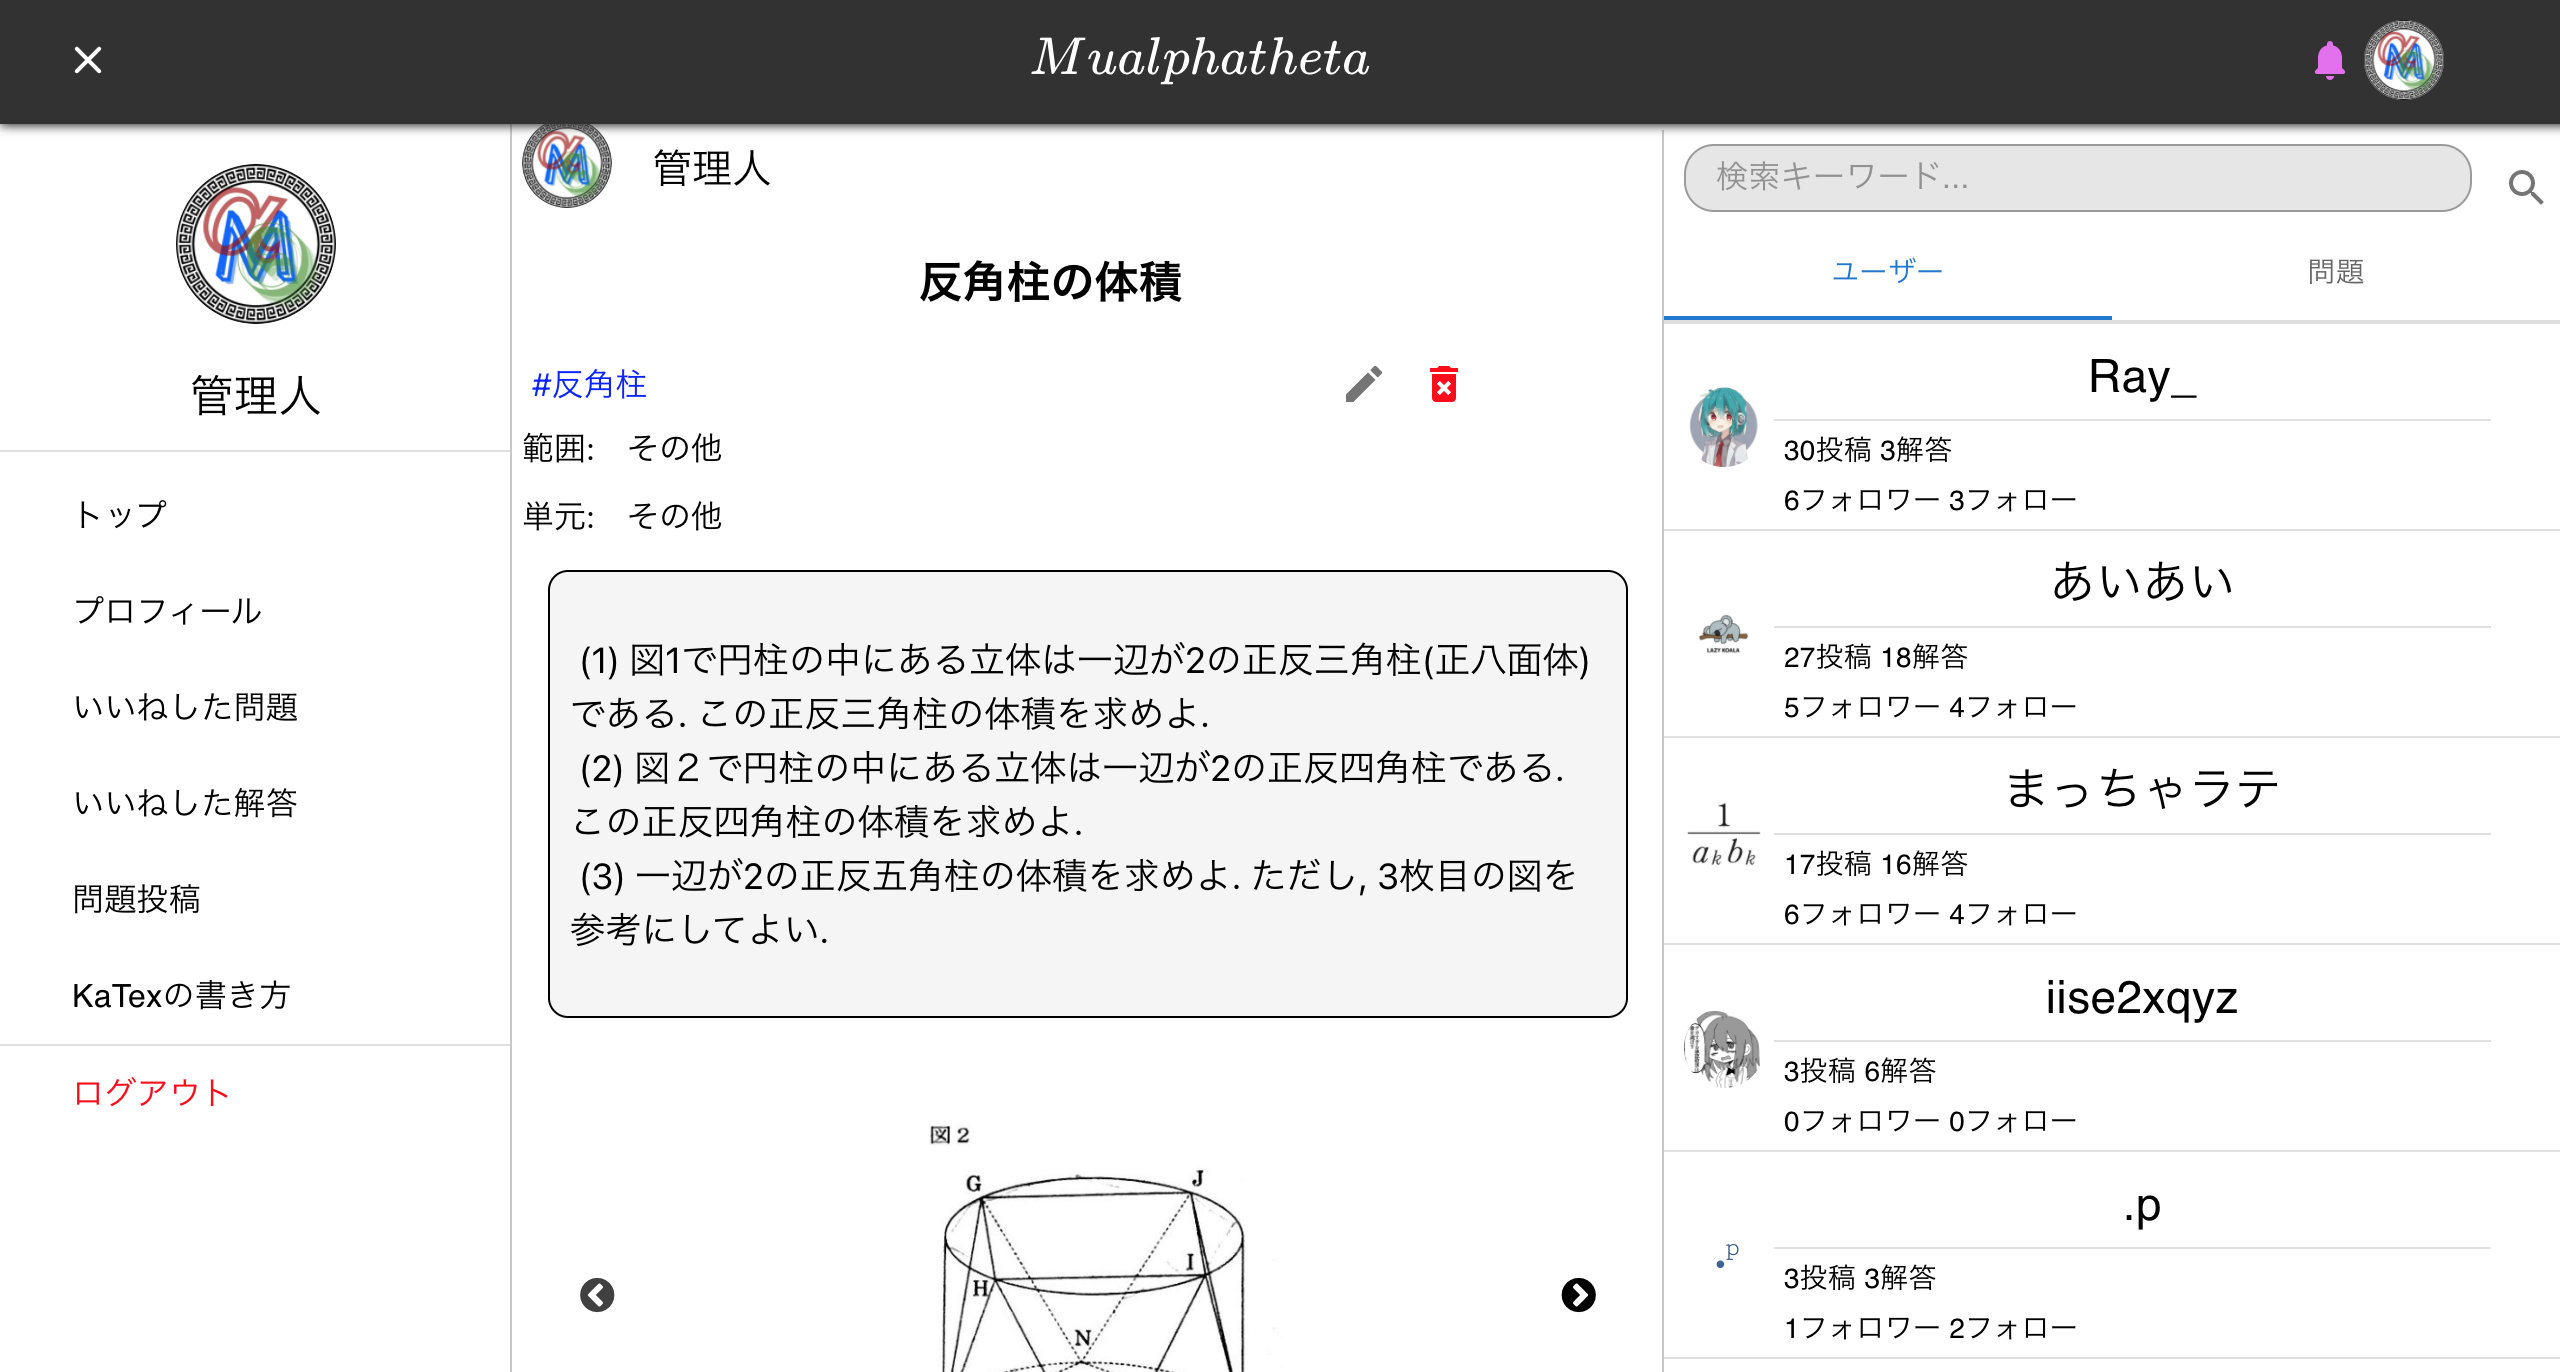 Mualphatheta
管理人
トップ
プロフィール
いいねした問題
いいねした解答
問題投稿
KaTexの書き方
ログアウト
管理人
反角柱の体積
#反角柱
範囲: その他
単元: その他
(1) 図1で円柱の中にある立体は一辺が2の正反三角柱(正八面体)
である. この正反三角柱の体積を求めよ.
(2) 図２で円柱の中にある立体は一辺が2の正反四角柱である.
この正反四角柱の体積を求めよ.
(3) 一辺が2の正反五角柱の体積を求めよ. ただし, 3枚目の図を
参考にしてよい.
図2
G
J
H
I
N
検索キーワード...
ユーザー 問題
Ray_
30投稿 3解答
6フォロワー 3フォロー
LAZY KOALA
あいあい
27投稿 18解答
5フォロワー 4フォロー
1
a_k b_k
まっちゃラテ
17投稿 16解答
6フォロワー 4フォロー
iise2xqyz
3投稿 6解答
0フォロワー 0フォロー
.p
.p
3投稿 3解答
1フォロワー 2フォロー